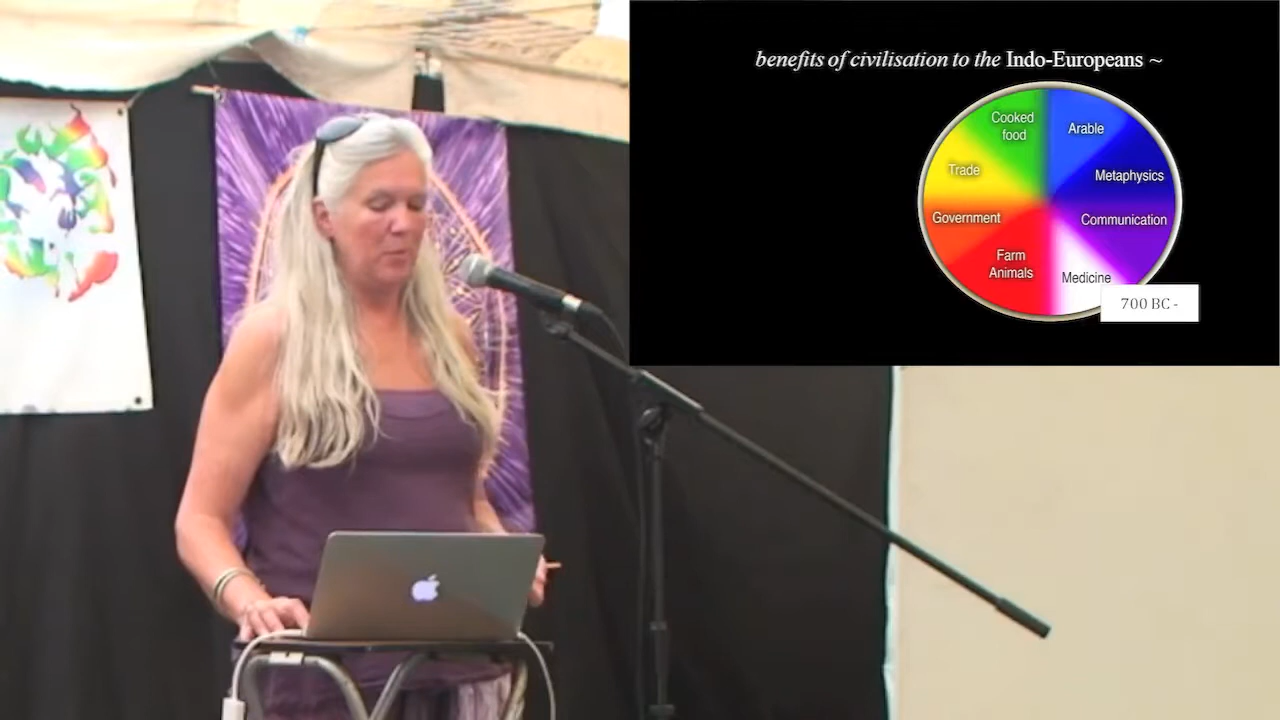 benefits of civilisation to the Indo-Europeans ~
Cooked
food
Arable
Trade
Metaphysics
Government
Communication
Farm
Animals
Medicine
700 BC -